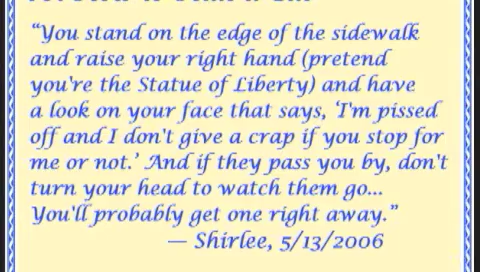 “You stand on the edge of the sidewalk
and raise your right hand (pretend
you're the Statue of Liberty) and have
a look on your face that says, ‘I'm pissed
off and I don't give a crap if you stop for
me or not.’ And if they pass you by, don't
turn your head to watch them go...
You'll probably get one right away.”
— Shirlee, 5/13/2006